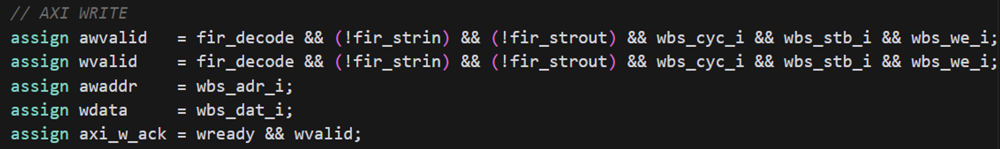 // AXI WRITE
assign awvalid   = fir_decode && (!fir_strin) && (!fir_strout) && wbs_cyc_i && wbs_stb_i && wbs_we_i;
assign wvalid    = fir_decode && (!fir_strin) && (!fir_strout) && wbs_cyc_i && wbs_stb_i && wbs_we_i;
assign awaddr    = wbs_adr_i;
assign wdata     = wbs_dat_i;
assign axi_w_ack = wready && wvalid;